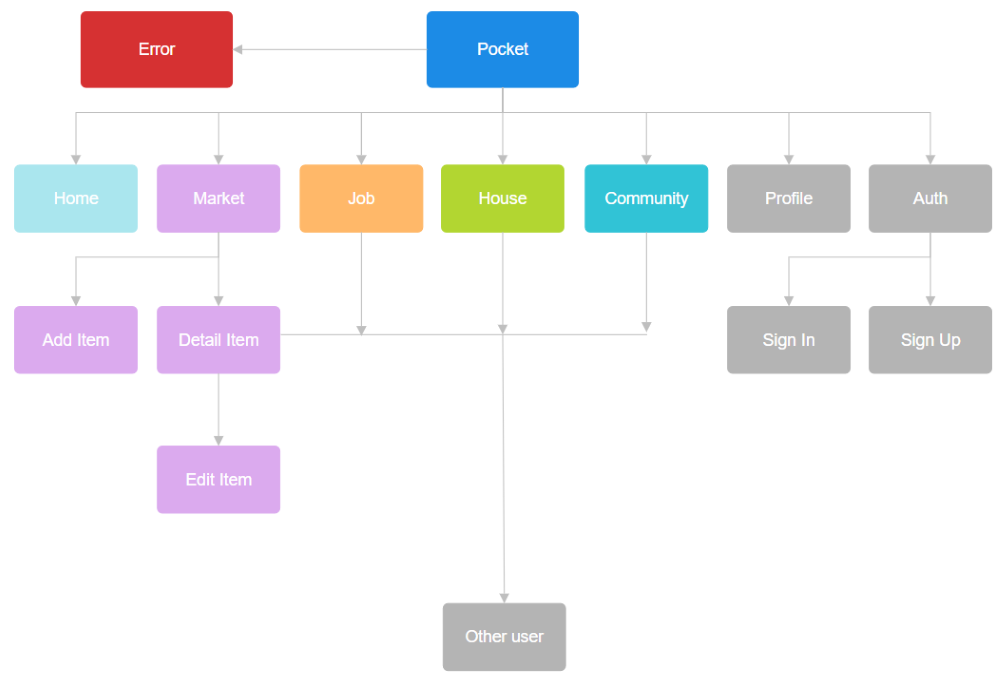 Error
Pocket
Home
Market
Job
House
Community
Profile
Auth
Add Item
Detail Item
Sign In
Sign Up
Edit Item
Other user